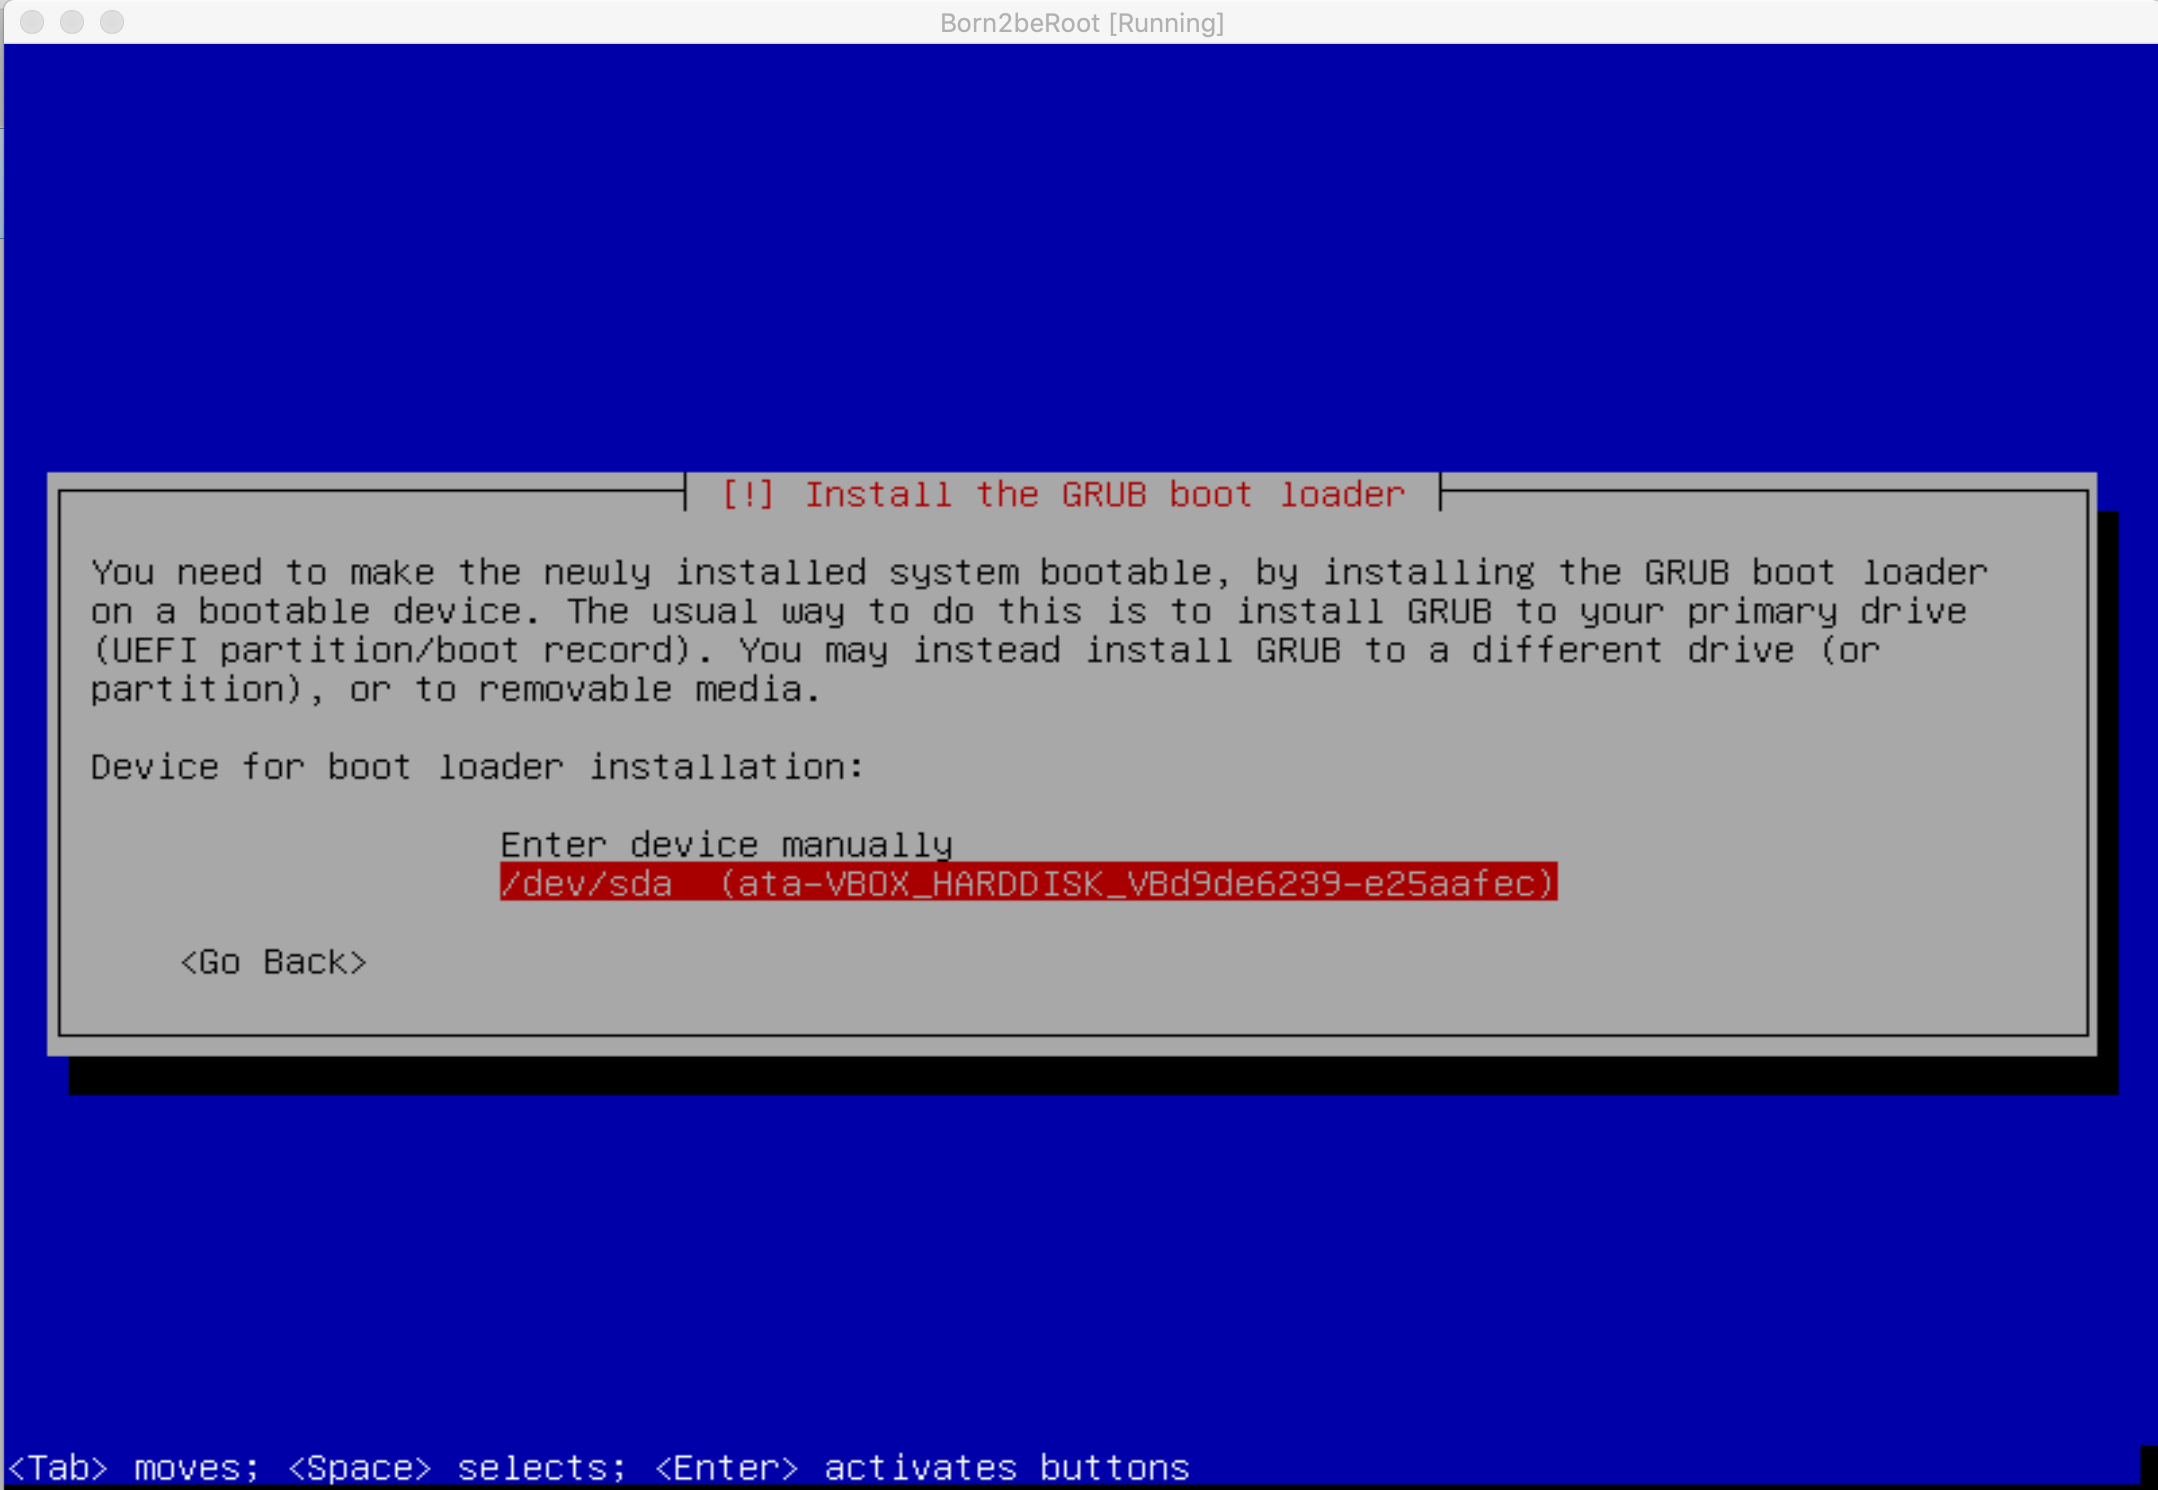 Born2beRoot [Running]
[!] Install the GRUB boot loader
You need to make the newly installed system bootable, by installing the GRUB boot loader
on a bootable device. The usual way to do this is to install GRUB to your primary drive
(UEFI partition/boot record). You may instead install GRUB to a different drive (or
partition), or to removable media.
Device for boot loader installation:
Enter device manually
/dev/sda  (ata-VBOX_HARDDISK_VBd9de6239-e25aafec)
<Go Back>
<Tab> moves; <Space> selects; <Enter> activates buttons